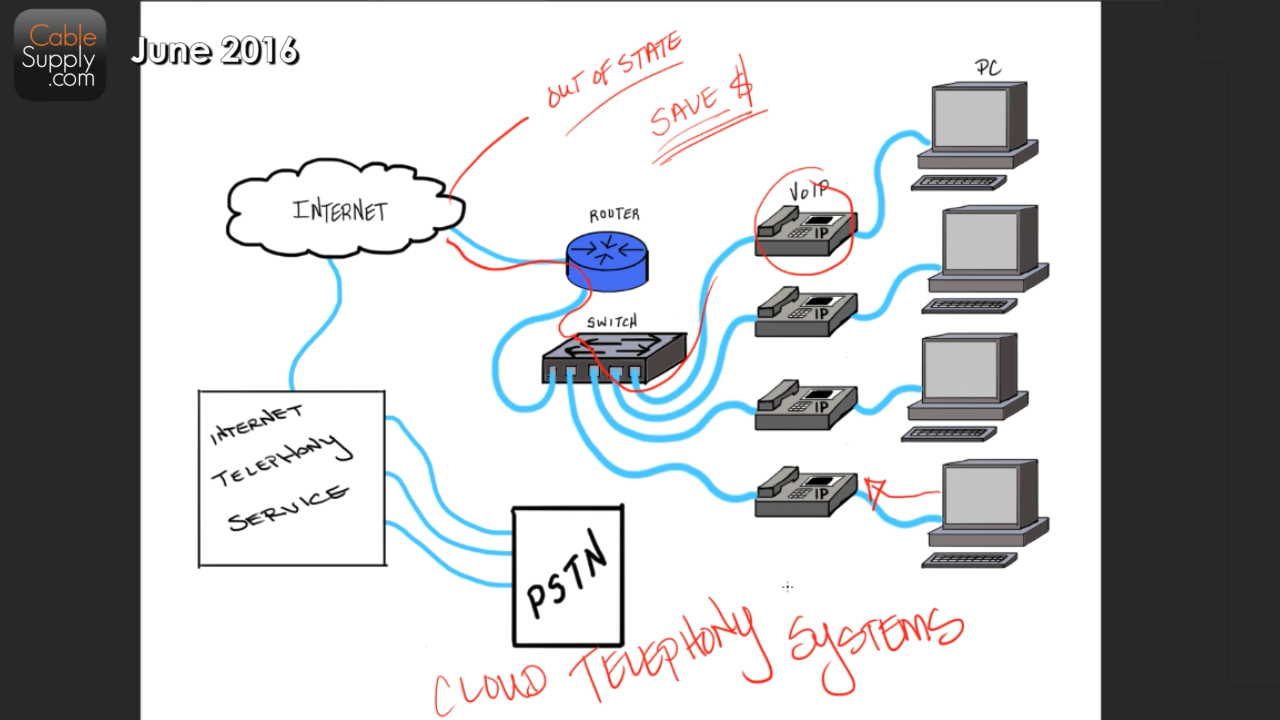 Cable
Supply
.com
June 2016
OUT OF STATE
SAVE $
PC
INTERNET
ROUTER
VOIP
IP
SWITCH
IP
IP
IP
INTERNET
TELEPHONY
SERVICE
PSTN
CLOUD TELEPHONY SYSTEMS